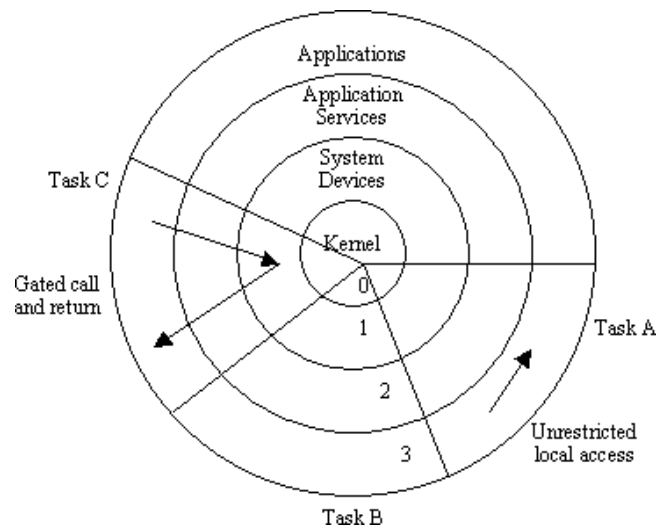 Applications
Application
Services
System
Devices
Task C
Kernel
Gated call
and return
0
1
Task A
2
Unrestricted
local access
3
Task B